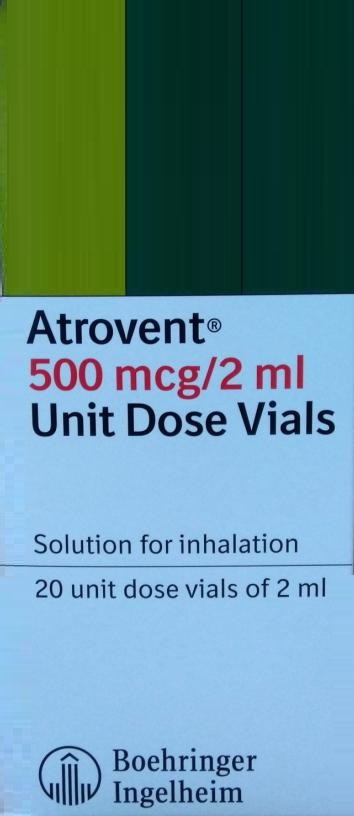 Atrovent®
500 mcg/2 ml
Unit Dose Vials
Solution for inhalation
20 unit dose vials of 2 ml
Boehringer
Ingelheim